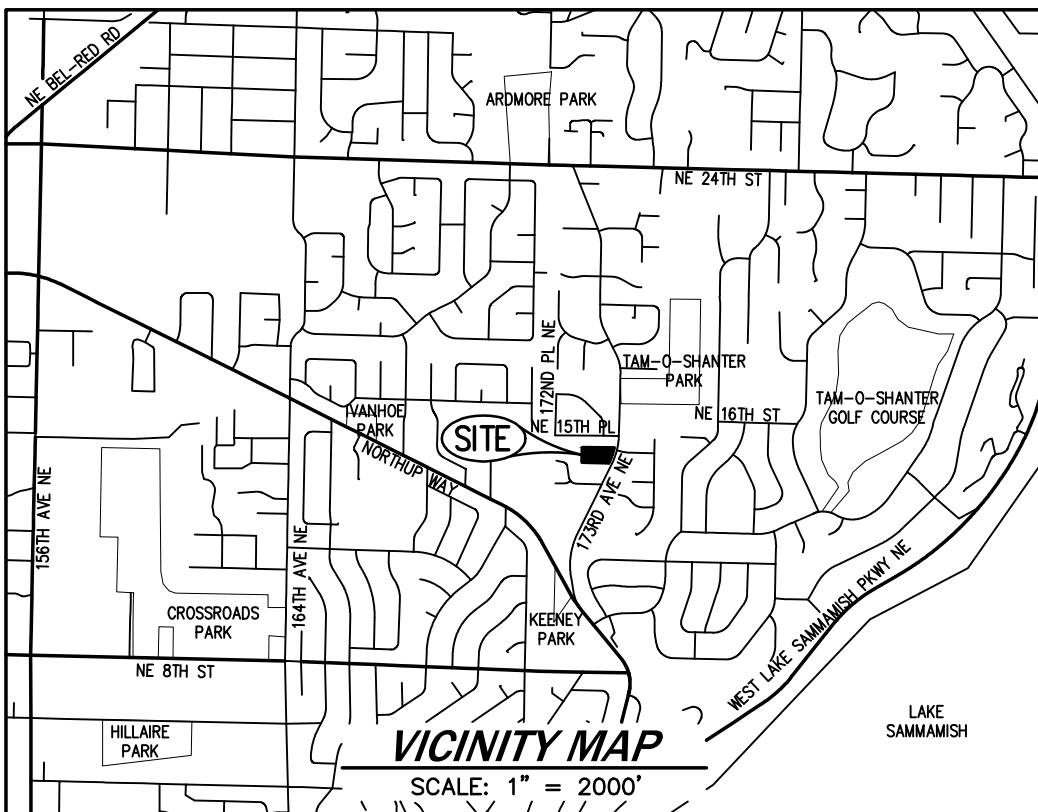 NE BEL-RED RD
ARDMORE PARK
NE 24TH ST
172ND PL NE
TAM-O-SHANTER
PARK
TAM-O-SHANTER
GOLF COURSE
IVANHOE
PARK
NE 16TH ST
NE 15TH PL
SITE
NORTHUP WAY
173RD AVE NE
156TH AVE NE
164TH AVE NE
CROSSROADS
PARK
KEENEY
PARK
WEST LAKE SAMMAMISH PKWY NE
NE 8TH ST
LAKE
SAMMAMISH
HILLAIRE
PARK
VICINITY MAP
SCALE: 1" = 2000'